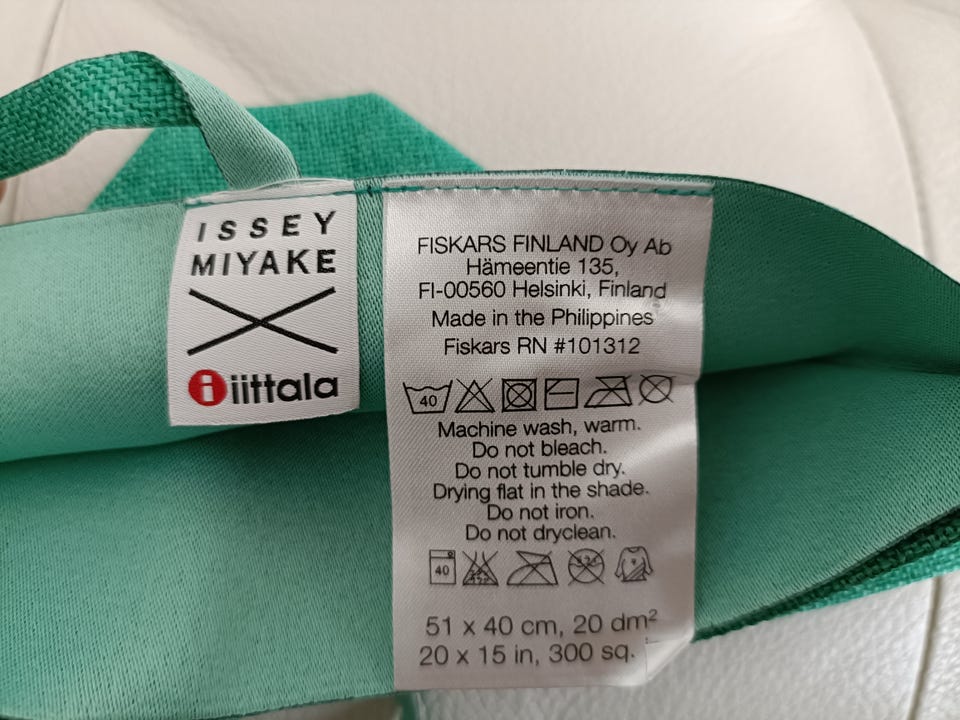 ISSEY
MIYAKE
iittala
FISKARS FINLAND Oy Ab
Hämeentie 135,
FI-00560 Helsinki, Finland
Made in the Philippines
Fiskars RN #101312
40
Machine wash, warm.
Do not bleach.
Do not tumble dry.
Drying flat in the shade.
Do not iron.
Do not dryclean.
40
51 x 40 cm, 20 dm²
20 x 15 in, 300 sq.